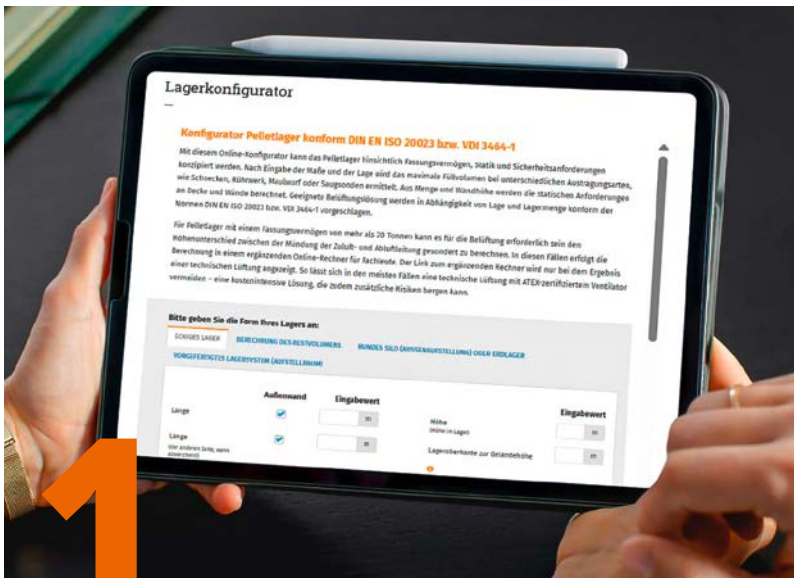 Lagerkonfigurator
Konfigurator Pelletlager konform DIN EN ISO 20023 bzw. VDI 3464-1
Mit diesem Online-Konfigurator kann das Pelletlager hinsichtlich Fassungsvermögen, Statik und Sicherheitsanforderungen
konzipiert werden. Nach Eingabe der Maße und der Lage wird das maximale Füllvolumen bei unterschiedlichen Austragungsarten,
wie Schnecken, Rührwerk, Maulwurf oder Saugsonden ermittelt. Aus Menge und Wandhöhe werden die statischen Anforderungen
an Decke und Wände berechnet. Geeignete Belüftungslösung werden in Abhängigkeit von Lage und Lagermenge konform der
Normen DIN EN ISO 20023 bzw. VDI 3464-1 vorgeschlagen.
Für Pelletlager mit einem Fassungsvermögen von mehr als 20 Tonnen kann es für die Belüftung erforderlich sein den
Höhenunterschied zwischen der Mündung der Zuluft- und Abluftleitung gesondert zu berechnen. In diesen Fällen erfolgt die
Berechnung in einem ergänzenden Online-Rechner für Fachleute. Der Link zum ergänzenden Rechner wird nur bei dem Ergebnis
einer technischen Lüftung angezeigt. So lässt sich in den meisten Fällen eine technische Lüftung mit ATEX-zertifiziertem Ventilator
vermeiden – eine kostenintensive Lösung, die zudem zusätzliche Risiken bergen kann.
Bitte geben Sie die Form Ihres Lagers an:
ECKIGES LAGER BERECHNUNG DES RESTVOLUMENS RUNDES SILO (AUSSENAUFSTELLUNG) ODER ERDLAGER
VORGEFERTIGTES LAGERSYSTEM (AUFSTELLRAUM)
Außenwand Eingabewert Eingabewert
Länge m Höhe m
(Höhe im Lager)
Länge m Lageroberkante zur Geländehöhe m
(der anderen Seite, wenn
abweichend)
1